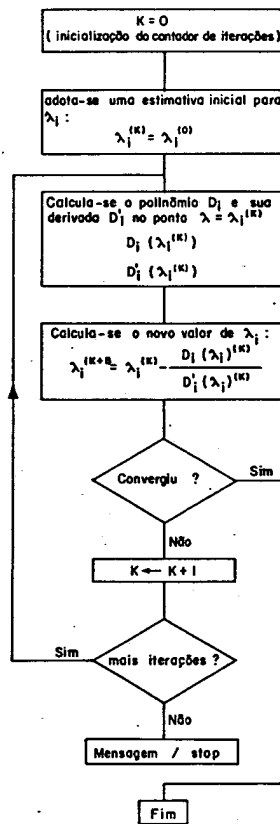 K = 0
( inicialização do contador de iterações)
adota-se uma estimativa inicial para
λi :
λi^(K) = λi^(0)
Calcula-se o polinômio Di e sua
derivada D'i no ponto λ = λi^(K)
Di (λi^(K))
D'i (λi^(K))
Calcula-se o novo valor de λi :
λi^(K+1) = λi^(K) - Di (λi)^(K) / D'i (λi)^(K)
Convergiu ?
Sim
Não
K ← K + 1
Sim
mais iterações ?
Não
Mensagem / stop
Fim